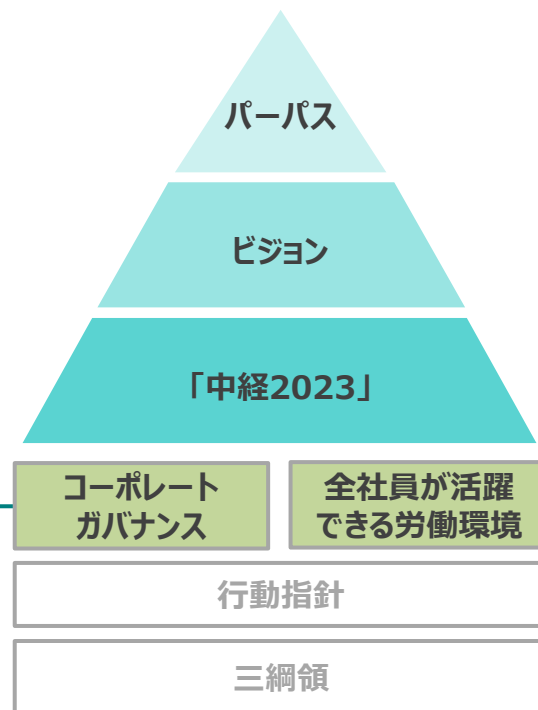 パーパス
ビジョン
「中経2023」
コーポレート
ガバナンス
全社員が活躍
できる労働環境
行動指針
三綱領